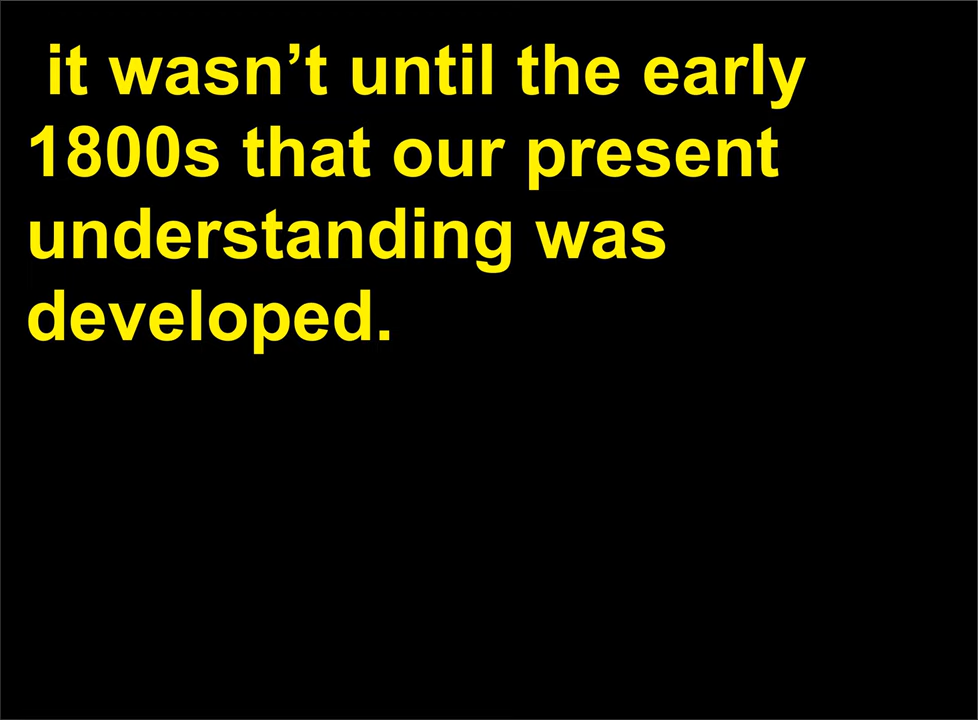 it wasn’t until the early
1800s that our present
understanding was
developed.